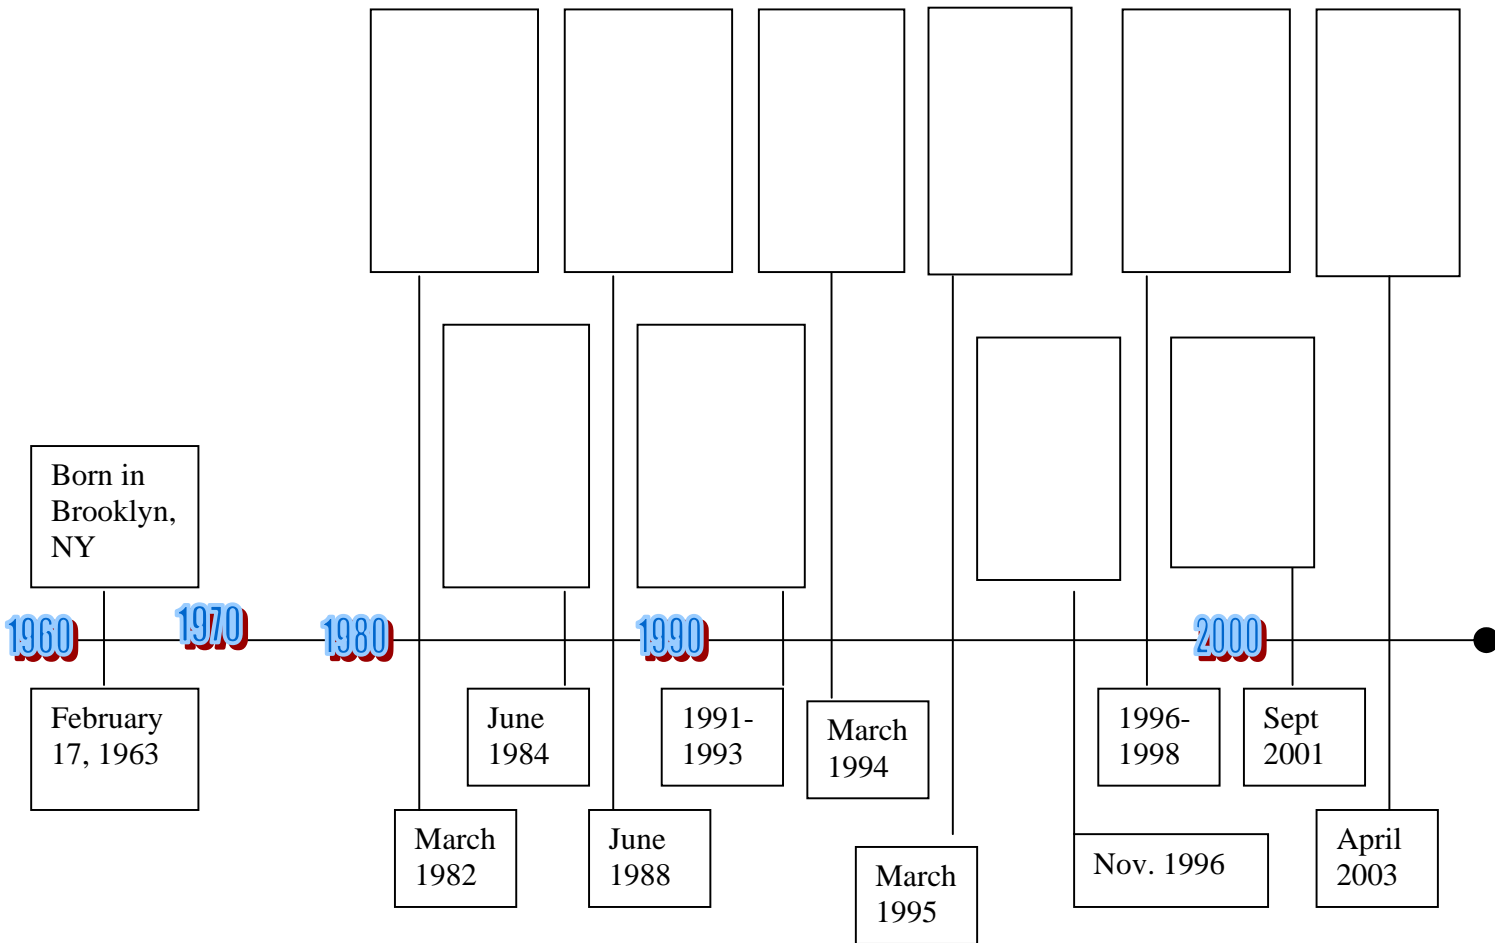 Born in
Brooklyn,
NY
1960
1970
1980
1990
2000
February
17, 1963
June
1984
1991-
1993
March
1994
1996-
1998
Sept
2001
March
1982
June
1988
March
1995
Nov. 1996
April
2003